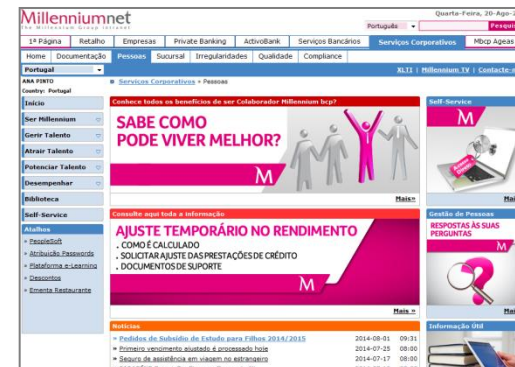 Millenniumnet
The Millennium Group Intranet
Quarta-Feira, 20-Ago-2
Português
Pesqui
1ª Página Retalho Empresas Private Banking ActivoBank Serviços Bancários Serviços Corporativos Mbcp Ageas
Home Documentação Pessoas Sucursal Irregularidades Qualidade Compliance
Portugal
XLTI | Millennium TV | Contacte-n
ANA PINTO
Country: Portugal
Serviços Corporativos » Pessoas
Início
Ser Millennium
Gerir Talento
Atrair Talento
Potenciar Talento
Desempenhar
Biblioteca
Self-Service
Atalhos
» PeopleSoft
» Atribuição Passwords
» Plataforma e-Learning
» Descontos
» Ementa Restaurante
Conhece todos os benefícios de ser Colaborador Millennium bcp?
SABE COMO
PODE VIVER MELHOR?
M
Mais»
Consulte aqui toda a informação
AJUSTE TEMPORÁRIO NO RENDIMENTO
. COMO É CALCULADO
. SOLICITAR AJUSTE DAS PRESTAÇÕES DE CRÉDITO
. DOCUMENTOS DE SUPORTE
M
Mais »
Notícias
» Pedidos de Subsídio de Estudo para Filhos 2014/2015 2014-08-01 09:31
» Primeiro vencimento ajustado é processado hoje 2014-07-25 08:00
» Seguro de assistência em viagem no estrangeiro 2014-07-17 08:00
Self-Service
M
Mai
Gestão de Pessoas
RESPOSTAS ÀS SUAS
PERGUNTAS
M
Mais
Informação Útil